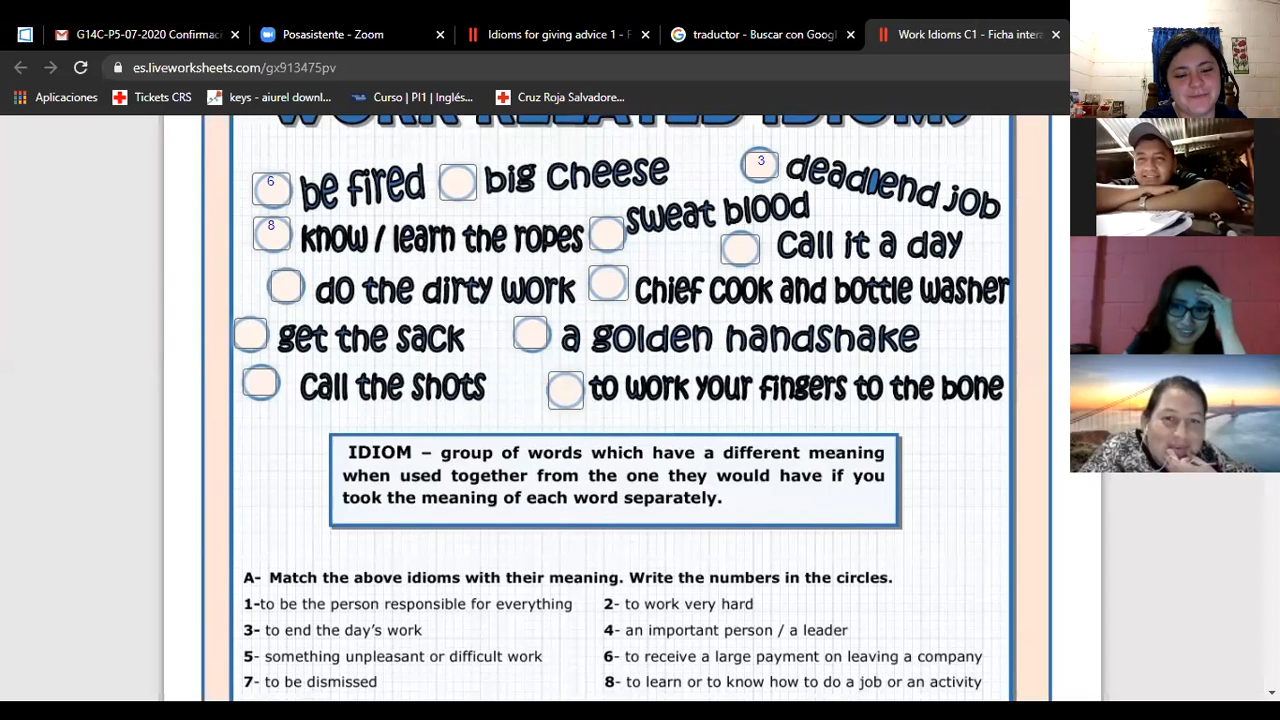 G14C-P5-07-2020 Confirmaci
Posasistente - Zoom
Idioms for giving advice 1 - F
traductor - Buscar con Googl
Work Idioms C1 - Ficha intera
es.liveworksheets.com/gx913475pv
Aplicaciones
Tickets CRS
keys - aiurel downl...
Curso | PI1 | Inglés...
Cruz Roja Salvadore...
WORK RELATED IDIOMS
6 be fired
big Cheese
3 dead end job
8 know / learn the ropes
sweat blood
Call it a day
do the dirty work
Chief cook and bottle washer
get the sack
a golden handshake
Call the shots
to work your fingers to the bone
IDIOM – group of words which have a different meaning
when used together from the one they would have if you
took the meaning of each word separately.
A- Match the above idioms with their meaning. Write the numbers in the circles.
1-to be the person responsible for everything
2- to work very hard
3- to end the day's work
4- an important person / a leader
5- something unpleasant or difficult work
6- to receive a large payment on leaving a company
7- to be dismissed
8- to learn or to know how to do a job or an activity